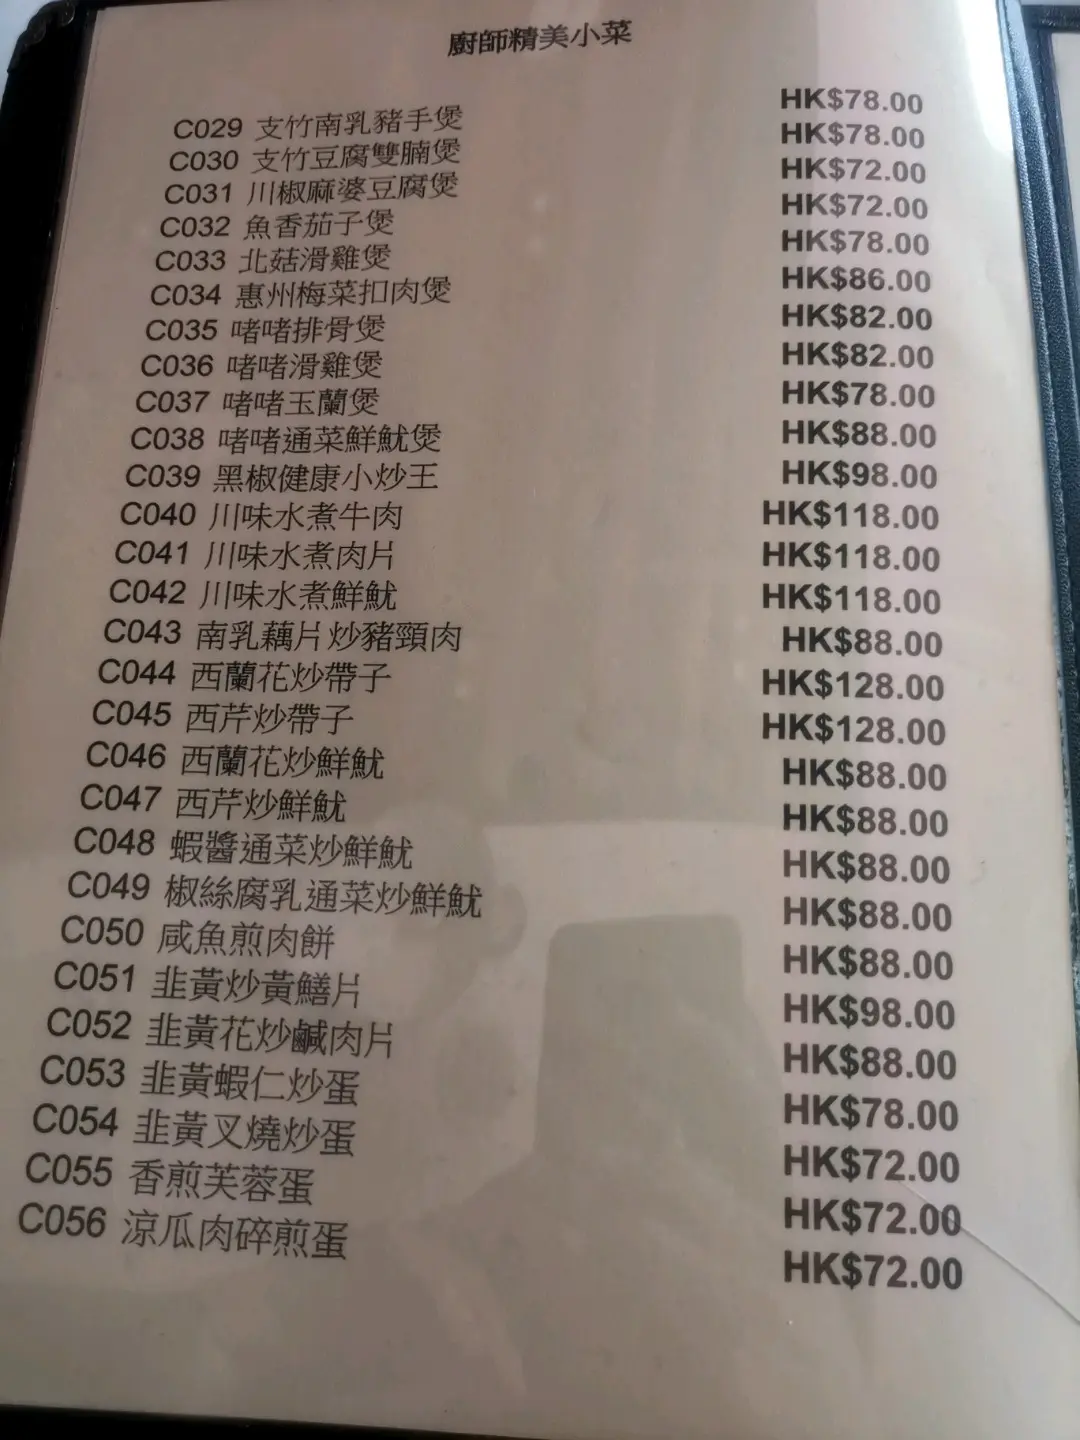 廚師精美小菜
C029 支竹南乳豬手煲 HK$78.00
C030 支竹豆腐雙腩煲 HK$78.00
C031 川椒麻婆豆腐煲 HK$72.00
C032 魚香茄子煲 HK$72.00
C033 北菇滑雞煲 HK$78.00
C034 惠州梅菜扣肉煲 HK$86.00
C035 啫啫排骨煲 HK$82.00
C036 啫啫滑雞煲 HK$82.00
C037 啫啫玉蘭煲 HK$78.00
C038 啫啫通菜鮮魷煲 HK$88.00
C039 黑椒健康小炒王 HK$98.00
C040 川味水煮牛肉 HK$118.00
C041 川味水煮肉片 HK$118.00
C042 川味水煮鮮魷 HK$118.00
C043 南乳藕片炒豬頸肉 HK$88.00
C044 西蘭花炒帶子 HK$128.00
C045 西芹炒帶子 HK$128.00
C046 西蘭花炒鮮魷 HK$88.00
C047 西芹炒鮮魷 HK$88.00
C048 蝦醬通菜炒鮮魷 HK$88.00
C049 椒絲腐乳通菜炒鮮魷 HK$88.00
C050 咸魚煎肉餅 HK$88.00
C051 韭黃炒黃鱔片 HK$98.00
C052 韭黃花炒鹹肉片 HK$88.00
C053 韭黃蝦仁炒蛋 HK$78.00
C054 韭黃叉燒炒蛋 HK$72.00
C055 香煎芙蓉蛋 HK$72.00
C056 涼瓜肉碎煎蛋 HK$72.00